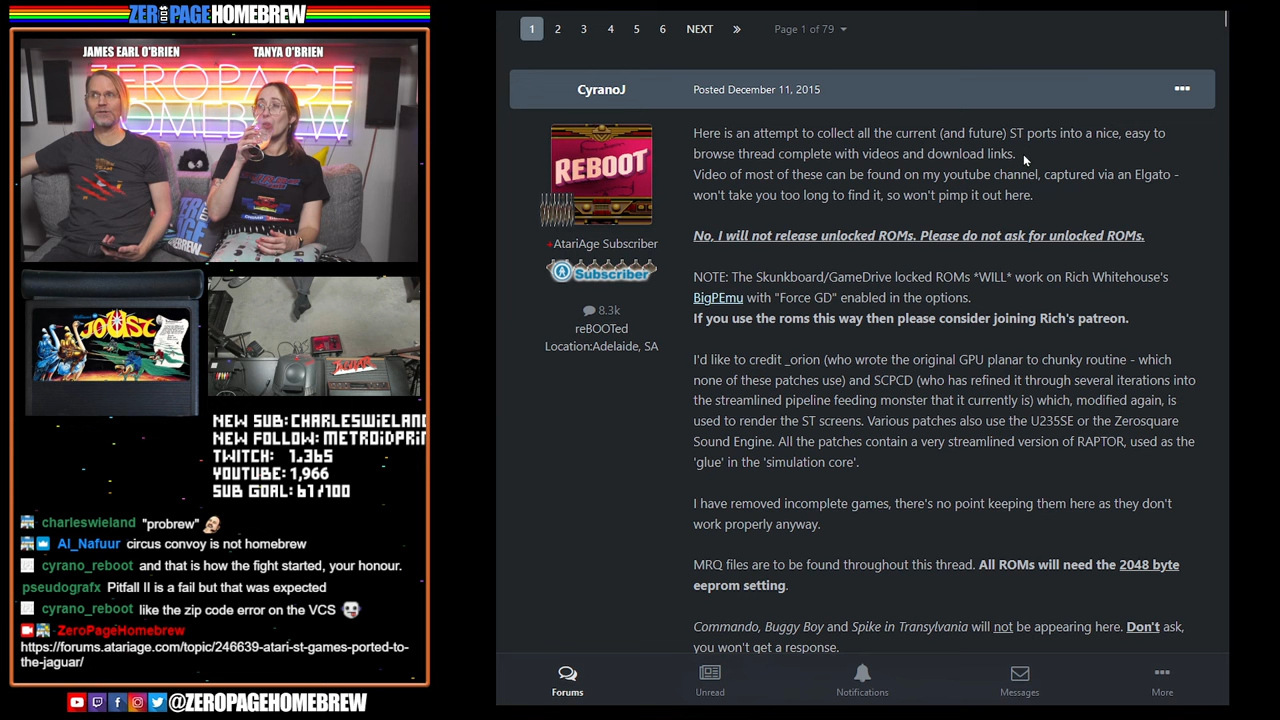 ZEROPAGE HOMEBREW
JAMES EARL O'BRIEN
TANYA O'BRIEN
ZEROPAGE
HOMEBREW
JOUST
NEW SUB: CHARLESWIELAND
NEW FOLLOW: METROIDPRI
TWITCH: 1,365
YOUTUBE: 1,966
SUB GOAL: 67/100
charleswieland "probrew"
Al_Nafuur circus convoy is not homebrew
cyrano_reboot and that is how the fight started, your honour.
pseudografx Pitfall II is a fail but that was expected
cyrano_reboot like the zip code error on the VCS
ZeroPageHomebrew
https://forums.atariage.com/topic/246639-atari-st-games-ported-to-
the-jaguar/
@ZEROPAGEHOMEBREW
1 2 3 4 5 6 NEXT » Page 1 of 79
CyranoJ
Posted December 11, 2015
REBOOT
+AtariAge Subscriber
Subscriber
8.3k
reBOOTed
Location:Adelaide, SA
Here is an attempt to collect all the current (and future) ST ports into a nice, easy to
browse thread complete with videos and download links.
Video of most of these can be found on my youtube channel, captured via an Elgato -
won't take you too long to find it, so won't pimp it out here.
No, I will not release unlocked ROMs. Please do not ask for unlocked ROMs.
NOTE: The Skunkboard/GameDrive locked ROMs *WILL* work on Rich Whitehouse's
BigPEmu with "Force GD" enabled in the options.
If you use the roms this way then please consider joining Rich's patreon.
I'd like to credit _orion (who wrote the original GPU planar to chunky routine - which
none of these patches use) and SCPCD (who has refined it through several iterations into
the streamlined pipeline feeding monster that it currently is) which, modified again, is
used to render the ST screens. Various patches also use the U235SE or the Zerosquare
Sound Engine. All the patches contain a very streamlined version of RAPTOR, used as the
'glue' in the 'simulation core'.
I have removed incomplete games, there's no point keeping them here as they don't
work properly anyway.
MRQ files are to be found throughout this thread. All ROMs will need the 2048 byte
eeprom setting.
Commando, Buggy Boy and Spike in Transylvania will not be appearing here. Don't ask,
you won't get a response.
Forums
Unread
Notifications
Messages
More